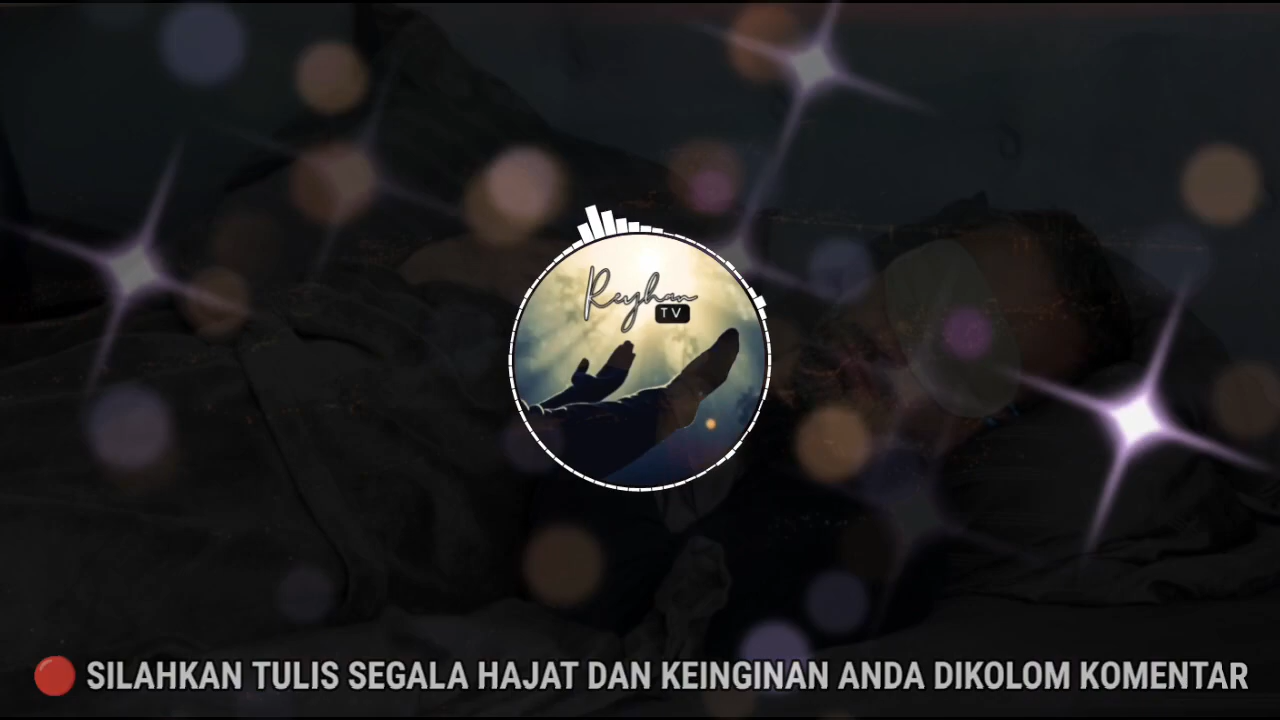 Reyhan
TV
SILAHKAN TULIS SEGALA HAJAT DAN KEINGINAN ANDA DIKOLOM KOMENTAR